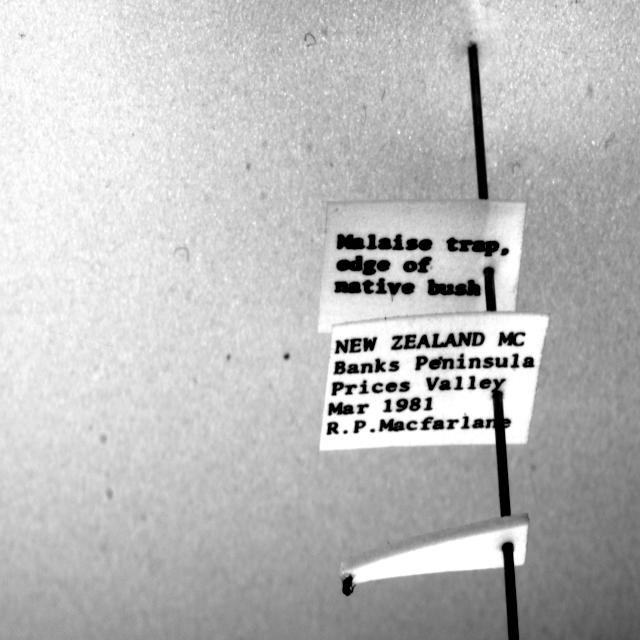 Malaise trap,
edge of
native bush
NEW ZEALAND MC
Banks Peninsula
Prices Valley
Mar 1981
R.P.Macfarlane